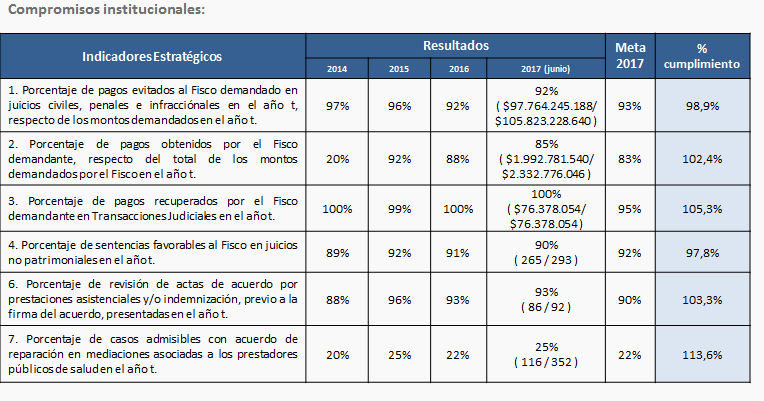 Compromisos institucionales:
Indicadores Estratégicos
Resultados
Meta
2017
%
cumplimiento
2014
2015
2016
2017 (junio)
1. Porcentaje de pagos evitados al Fisco demandado en
juicios civiles, penales e infracciónales en el año t,
respecto de los montos demandados en el año t.
97%
96%
92%
92%
( $97.764.245.188/
$105.823.228.640 )
93%
98,9%
2. Porcentaje de pagos obtenidos por el Fisco
demandante, respecto del total de los montos
demandados por el Fisco en el año t.
20%
92%
88%
85%
( $1.992.781.540/
$2.332.776.046 )
83%
102,4%
3. Porcentaje de pagos recuperados por el Fisco
demandante en Transacciones Judiciales en el año t.
100%
99%
100%
100%
( $76.378.054/
$76.378.054)
95%
105,3%
4. Porcentaje de sentencias favorables al Fisco en juicios
no patrimoniales en el año t.
89%
92%
91%
90%
( 265 / 293 )
92%
97,8%
6. Porcentaje de revisión de actas de acuerdo por
prestaciones asistenciales y/o indemnización, previo a la
firma del acuerdo, presentadas en el año t.
88%
96%
93%
93%
( 86 / 92 )
90%
103,3%
7. Porcentaje de casos admisibles con acuerdo de
reparación en mediaciones asociadas a los prestadores
públicos de salud en el año t.
20%
25%
22%
25%
( 116 / 352 )
22%
113,6%